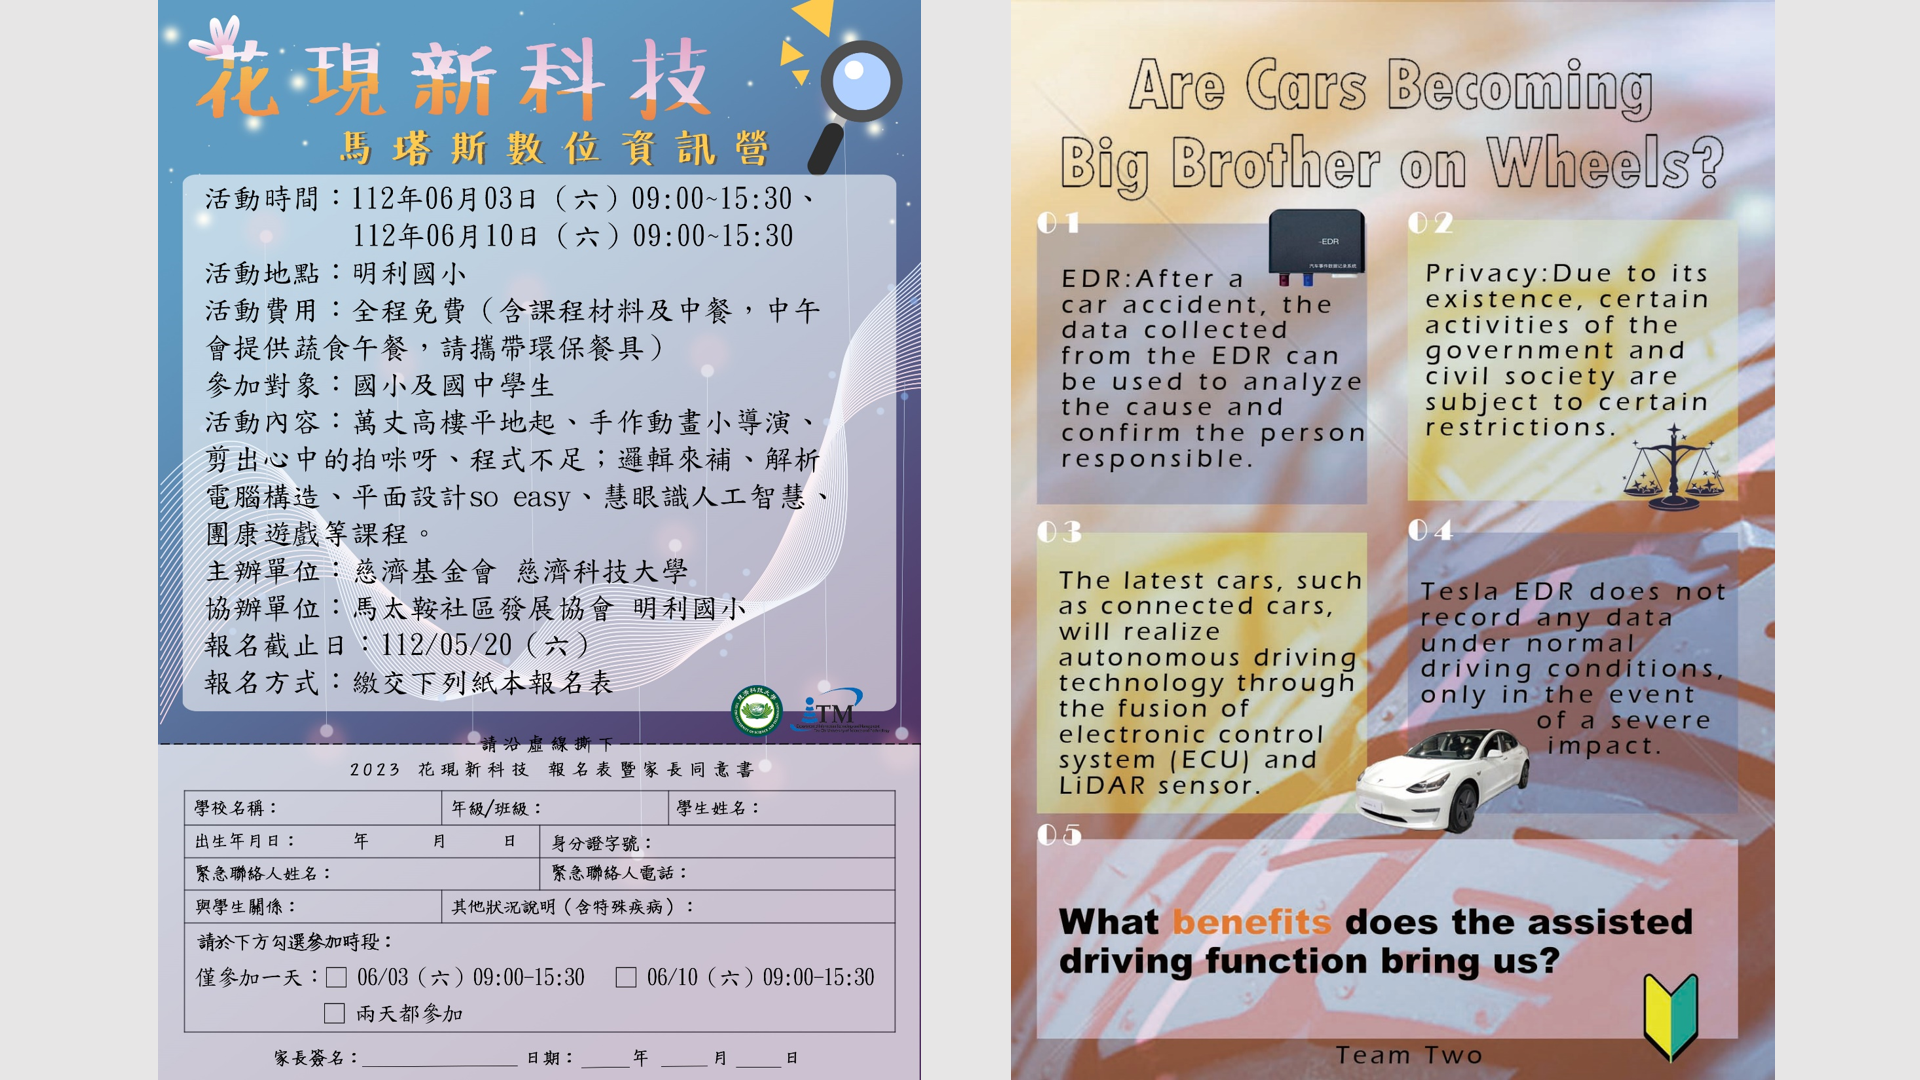 花現新科技
馬塔斯數位資訊營
活動時間：112年06月03日（六）09:00~15:30、
112年06月10日（六）09:00~15:30
活動地點：明利國小
活動費用：全程免費（含課程材料及中餐，中午
會提供蔬食午餐，請攜帶環保餐具）
參加對象：國小及國中學生
活動內容：萬丈高樓平地起、手作動畫小導演、
剪出心中的拍咪呀、程式不足；邏輯來補、解析
電腦構造、平面設計so easy、慧眼識人工智慧、
團康遊戲等課程。
主辦單位：慈濟基金會 慈濟科技大學
協辦單位：馬太鞍社區發展協會 明利國小
報名截止日：112/05/20（六）
報名方式：繳交下列紙本報名表
iTM
請沿虛線撕下
2023 花現新科技 報名表暨家長同意書
學校名稱：
年級/班級：
學生姓名：
出生年月日： 年 月 日
身分證字號：
緊急聯絡人姓名：
緊急聯絡人電話：
與學生關係：
其他狀況說明（含特殊疾病）：
請於下方勾選參加時段：
僅參加一天：□ 06/03（六）09:00-15:30 □ 06/10（六）09:00-15:30
□ 兩天都參加
家長簽名：__________ 日期：____年 ____月 ____日
Are Cars Becoming
Big Brother on Wheels?
01
-EDR
汽车事件数据记录系统
EDR:After a
car accident, the
data collected
from the EDR can
be used to analyze
the cause and
confirm the person
responsible.
02
Privacy:Due to its
existence, certain
activities of the
government and
civil society are
subject to certain
restrictions.
03
The latest cars, such
as connected cars,
will realize
autonomous driving
technology through
the fusion of
electronic control
system (ECU) and
LiDAR sensor.
04
Tesla EDR does not
record any data
under normal
driving conditions,
only in the event
of a severe
impact.
05
What benefits does the assisted
driving function bring us?
Team Two